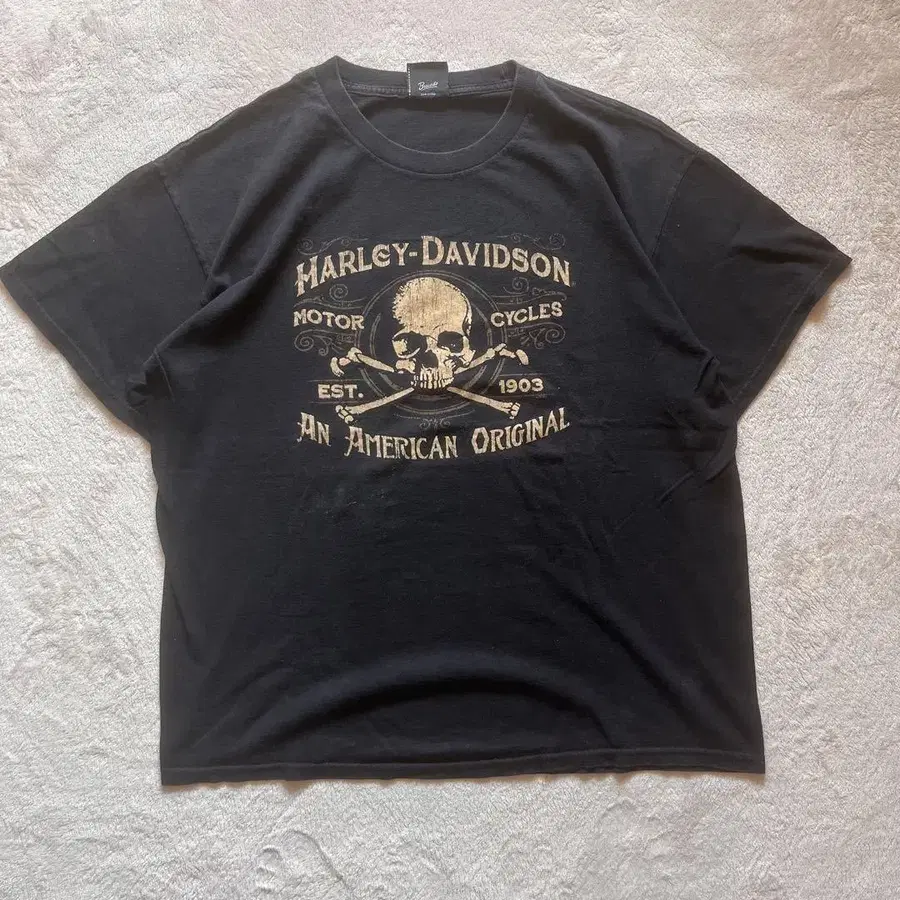 HARLEY-DAVIDSON
MOTOR CYCLES
EST. 1903
AN AMERICAN ORIGINAL